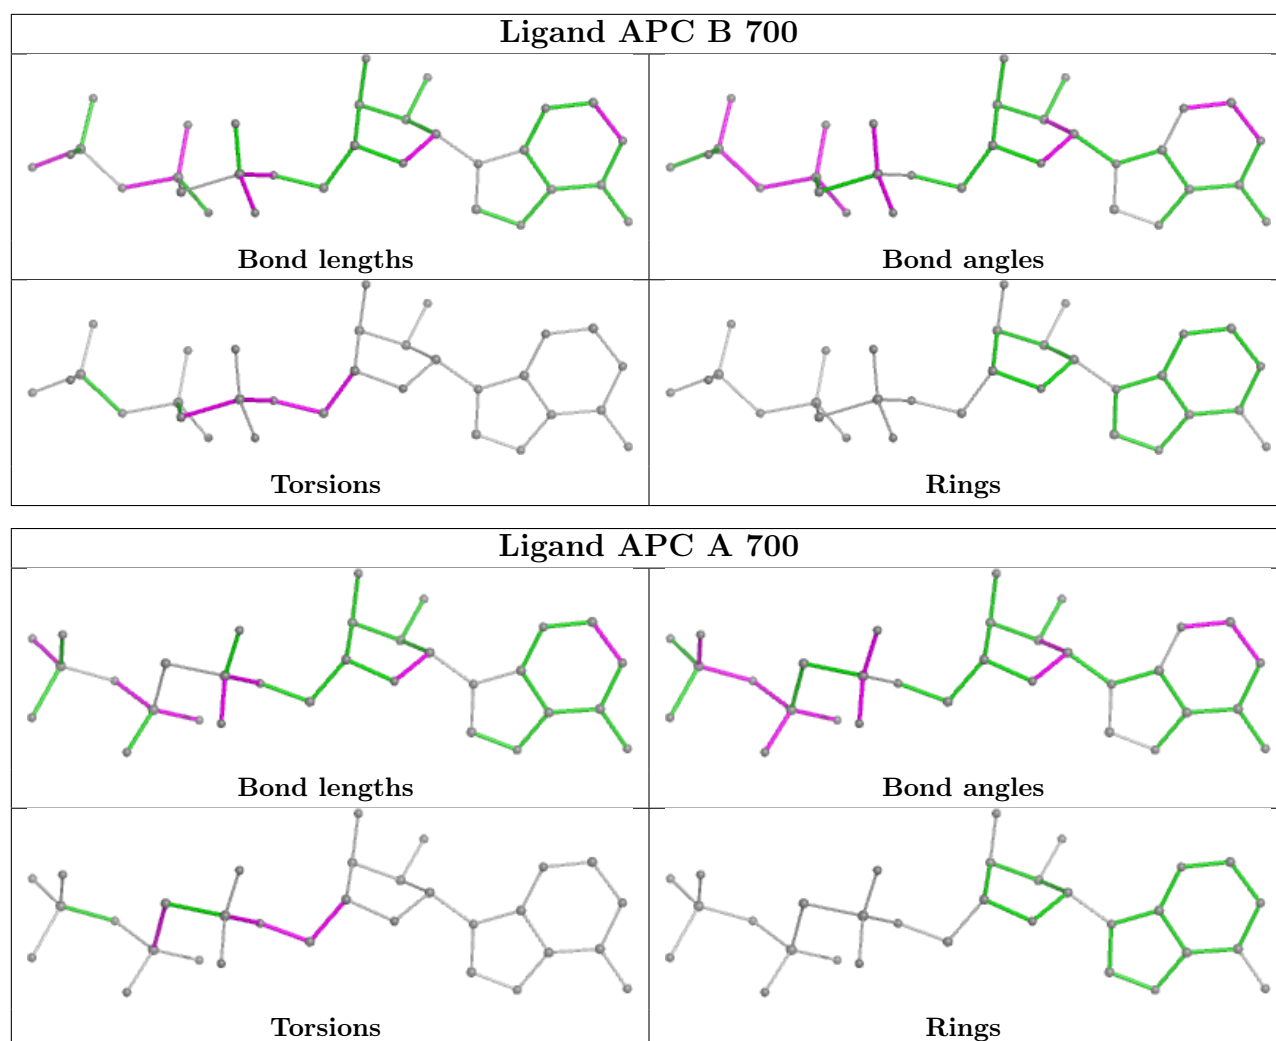 Ligand APC B 700
Bond lengths
Bond angles
Torsions
Rings
Ligand APC A 700
Bond lengths
Bond angles
Torsions
Rings